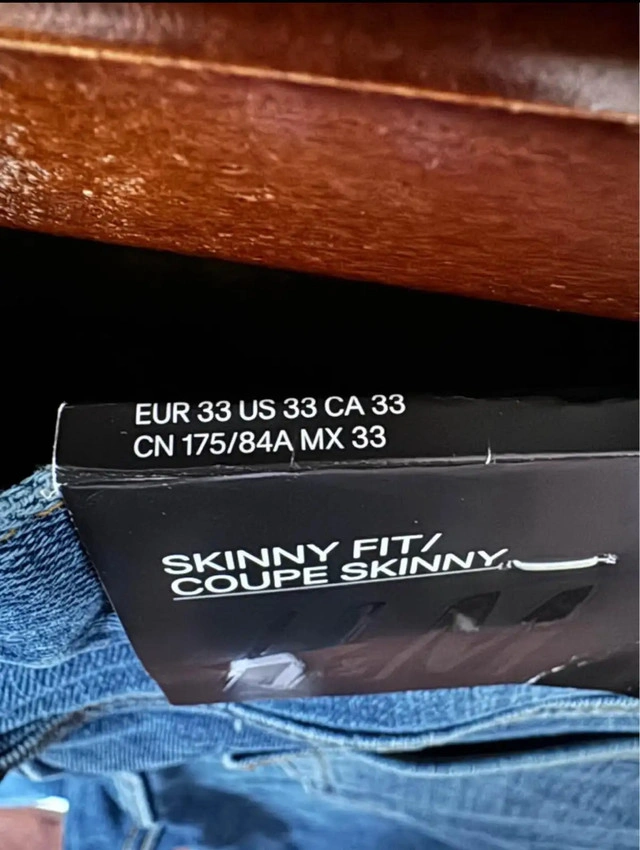 EUR 33 US 33 CA 33
CN 175/84A MX 33
SKINNY FIT/
COUPE SKINNY